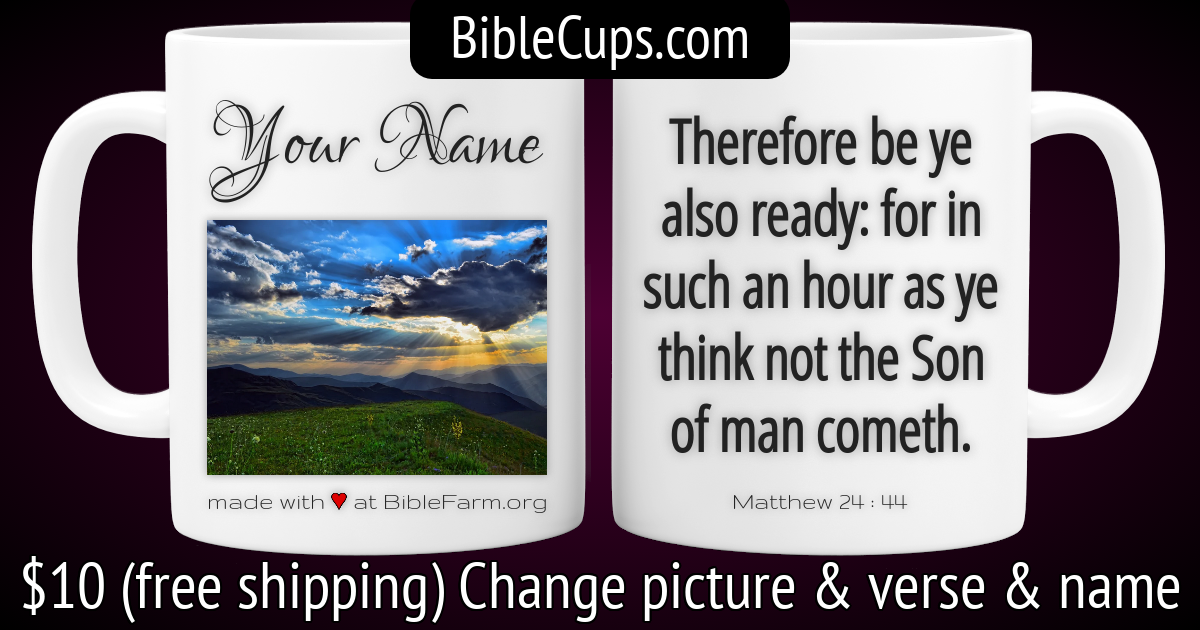 BibleCups.com
Your Name
made with ♥ at BibleFarm.org
Therefore be ye
also ready: for in
such an hour as ye
think not the Son
of man cometh.
Matthew 24 : 44
$10 (free shipping) Change picture & verse & name